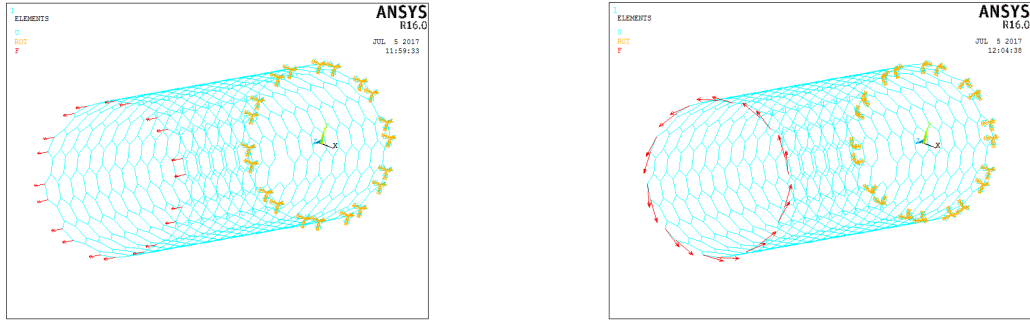 1
ELEMENTS
U
ROT
F
ANSYS
R16.0
JUL 5 2017
11:59:33
X
1
ELEMENTS
U
ROT
F
ANSYS
R16.0
JUL 5 2017
12:04:38
X